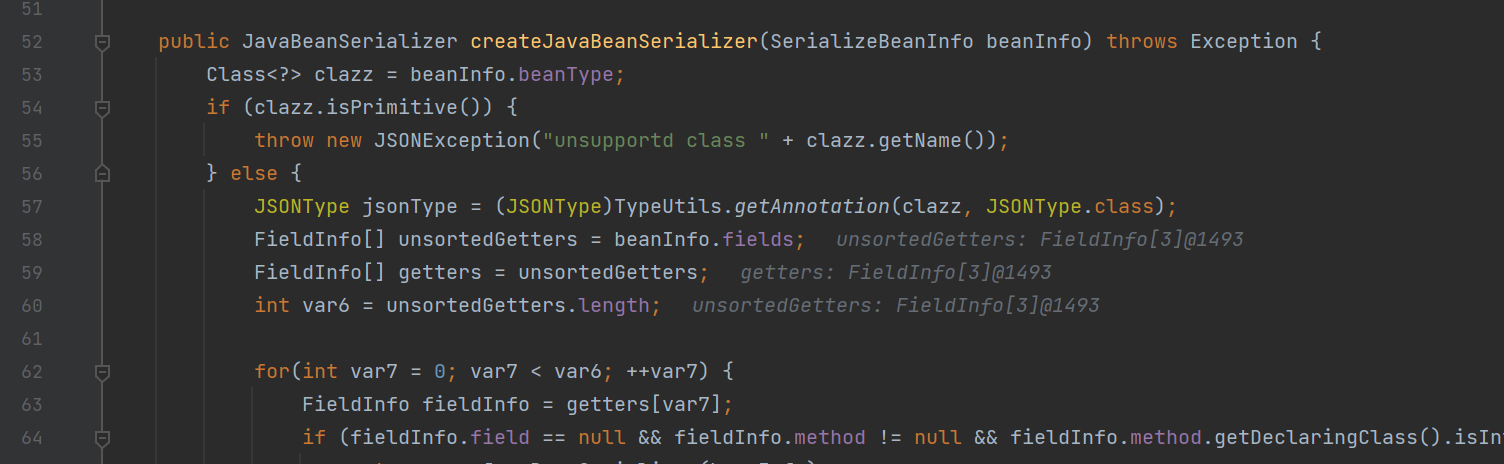 51
52 public JavaBeanSerializer createJavaBeanSerializer(SerializeBeanInfo beanInfo) throws Exception {
53 Class<?> clazz = beanInfo.beanType;
54 if (clazz.isPrimitive()) {
55 throw new JSONException("unsupportd class " + clazz.getName());
56 } else {
57 JSONType jsonType = (JSONType)TypeUtils.getAnnotation(clazz, JSONType.class);
58 FieldInfo[] unsortedGetters = beanInfo.fields; unsortedGetters: FieldInfo[3]@1493
59 FieldInfo[] getters = unsortedGetters; getters: FieldInfo[3]@1493
60 int var6 = unsortedGetters.length; unsortedGetters: FieldInfo[3]@1493
61
62 for(int var7 = 0; var7 < var6; ++var7) {
63 FieldInfo fieldInfo = getters[var7];
64 if (fieldInfo.field == null && fieldInfo.method != null && fieldInfo.method.getDeclaringClass().isInt